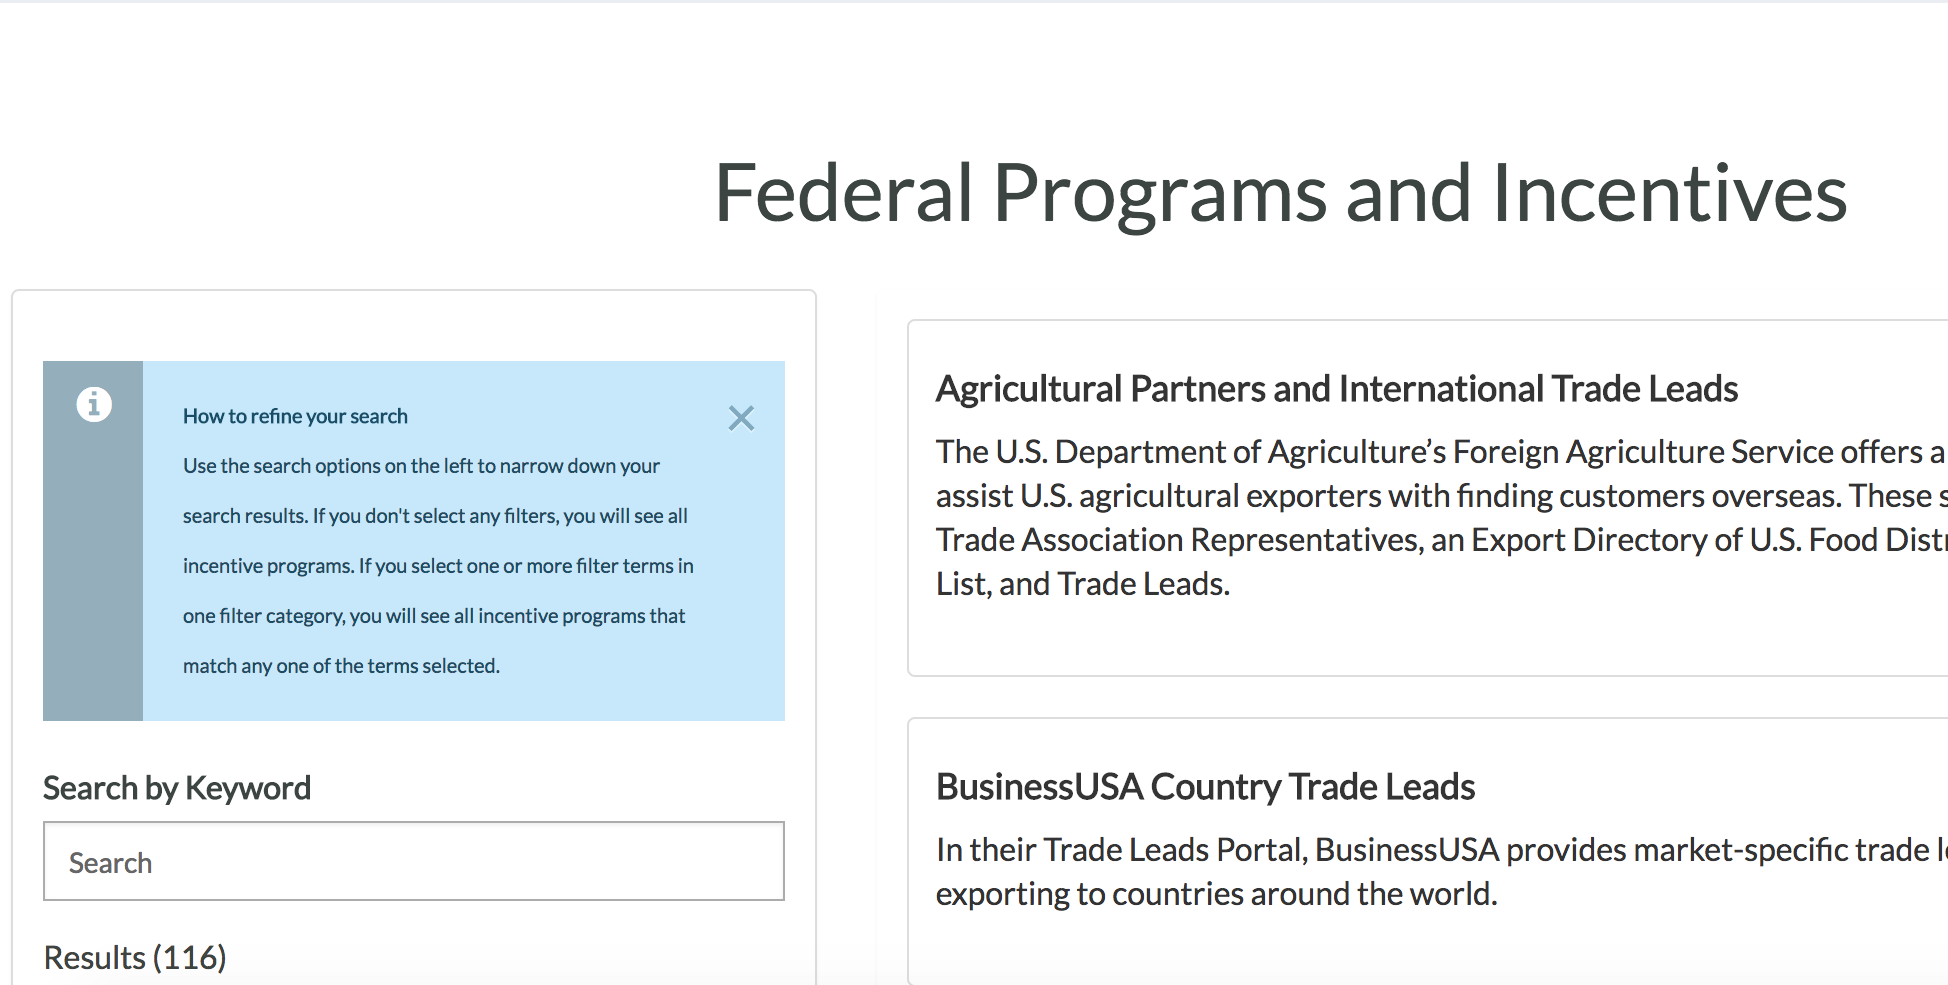 Federal Programs and Incentives
How to refine your search
Use the search options on the left to narrow down your
search results. If you don't select any filters, you will see all
incentive programs. If you select one or more filter terms in
one filter category, you will see all incentive programs that
match any one of the terms selected.
Search by Keyword
Search
Results (116)
Agricultural Partners and International Trade Leads
The U.S. Department of Agriculture’s Foreign Agriculture Service offers a
assist U.S. agricultural exporters with finding customers overseas. These
Trade Association Representatives, an Export Directory of U.S. Food
List, and Trade Leads.
BusinessUSA Country Trade Leads
In their Trade Leads Portal, BusinessUSA provides market-specific trade
exporting to countries around the world.